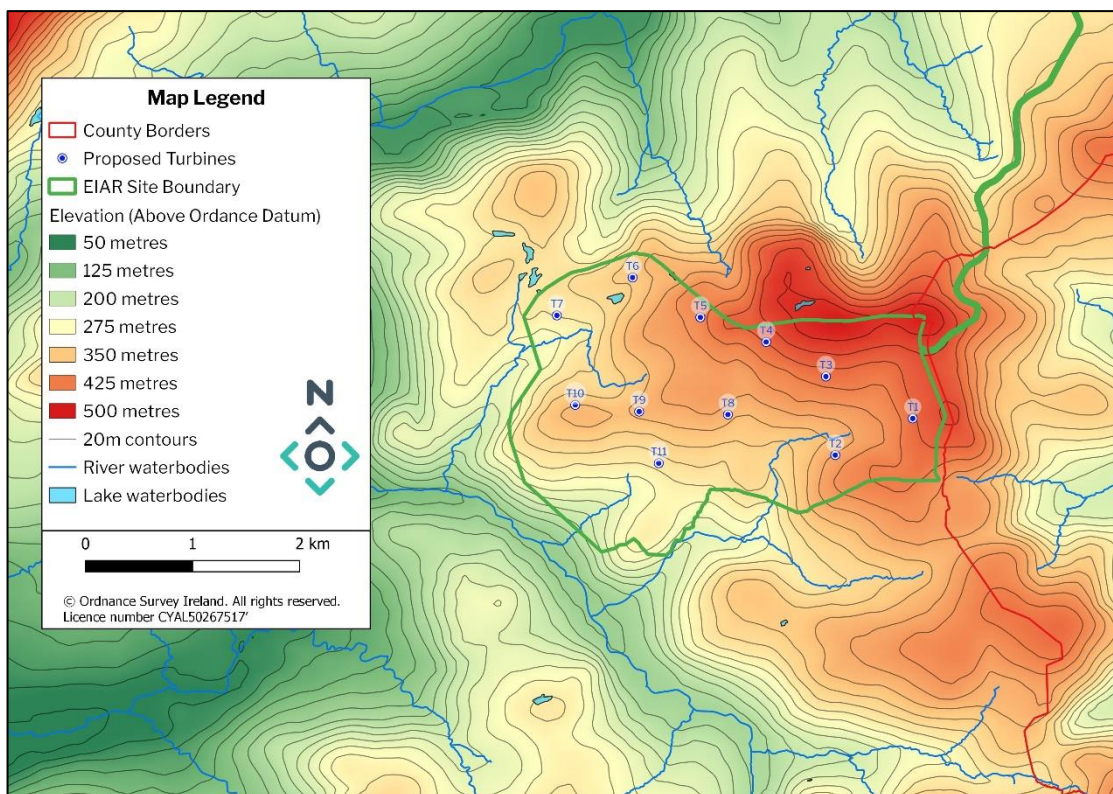 Map Legend
County Borders
Proposed Turbines
EIAR Site Boundary
Elevation (Above Ordance Datum)
50 metres
125 metres
200 metres
275 metres
350 metres
425 metres
500 metres
20m contours
River waterbodies
Lake waterbodies
N
0 1 2 km
© Ordnance Survey Ireland. All rights reserved.
Licence number CYAL50267517’
T6
T7
T5
T4
T3
T10
T9
T8
T1
T2
T11